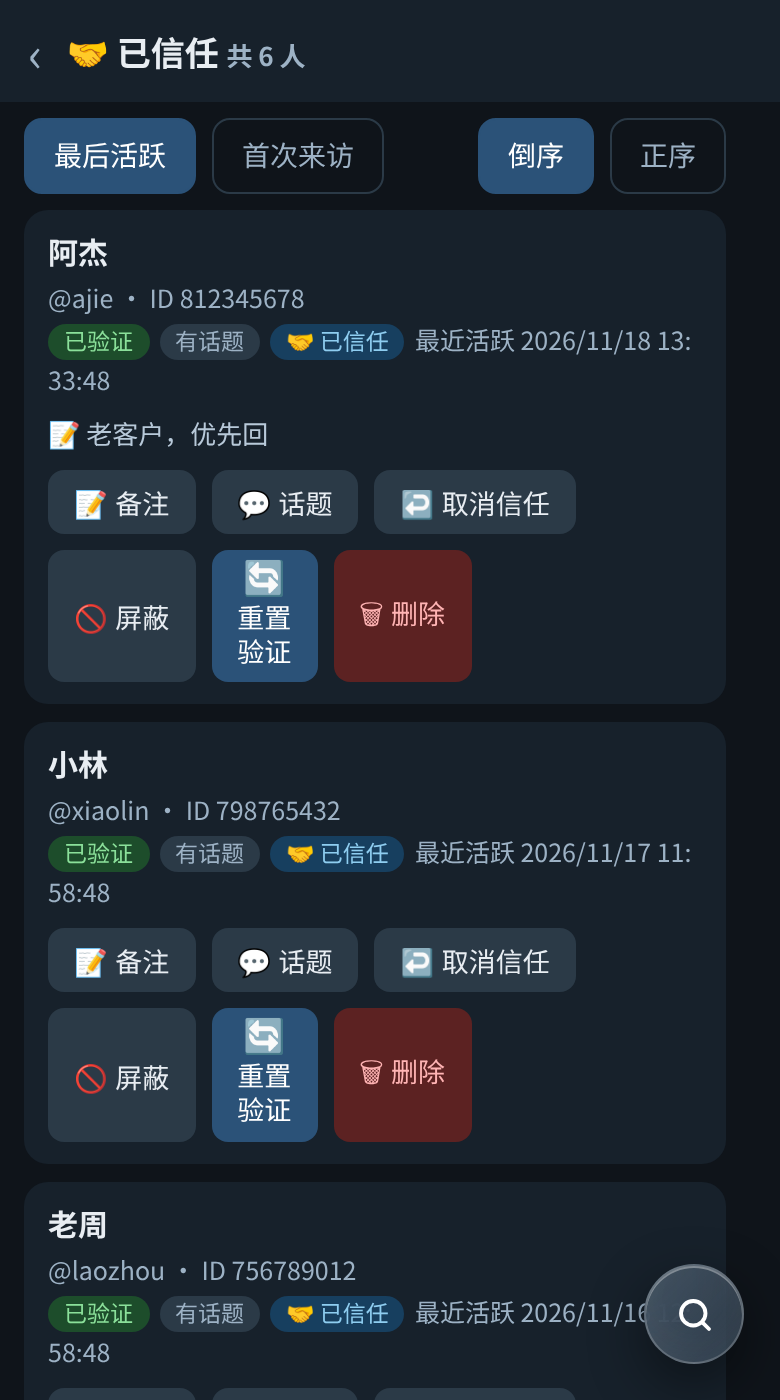 ‹ 🤝 已信任 共 6 人
最后活跃 首次来访 倒序 正序
阿杰
@ajie · ID 812345678
已验证 有话题 🤝 已信任 最近活跃 2026/11/18 13:
33:48
📝 老客户，优先回
📝 备注 💬 话题 ↩️ 取消信任
🚫 屏蔽 🔄 重置验证 🗑 删除
小林
@xiaolin · ID 798765432
已验证 有话题 🤝 已信任 最近活跃 2026/11/17 11:
58:48
📝 备注 💬 话题 ↩️ 取消信任
🚫 屏蔽 🔄 重置验证 🗑 删除
老周
@laozhou · ID 756789012
已验证 有话题 🤝 已信任 最近活跃 2026/11/16
58:48